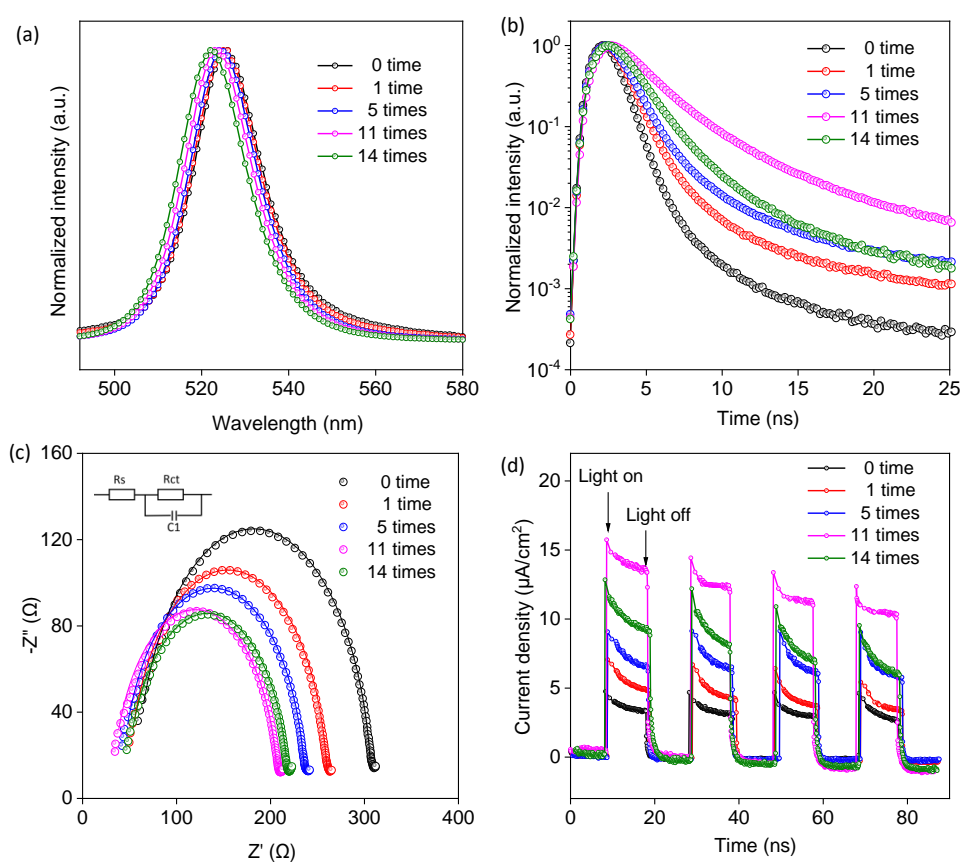 (a)
0 time
1 time
5 times
11 times
14 times
Normalized intensity (a.u.)
500 520 540 560 580
Wavelength (nm)
(b)
10⁰
10⁻¹
10⁻²
10⁻³
10⁻⁴
0 time
1 time
5 times
11 times
14 times
Normalized intensity (a.u.)
0 5 10 15 20 25
Time (ns)
(c)
160
120
80
40
0
Rs
Rct
C1
0 time
1 time
5 times
11 times
14 times
-Z" (Ω)
0 100 200 300 400
Z' (Ω)
(d)
20
15
10
5
0
Light on
Light off
0 time
1 time
5 times
11 times
14 times
Current density (μA/cm²)
0 20 40 60 80
Time (ns)